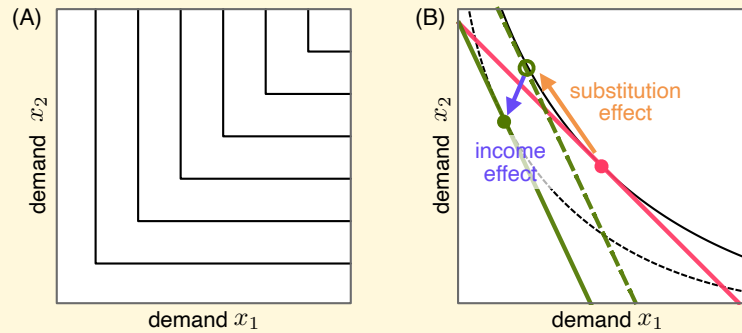 (A)
demand x₂
demand x₁
(B)
substitution
effect
income
effect
demand x₂
demand x₁